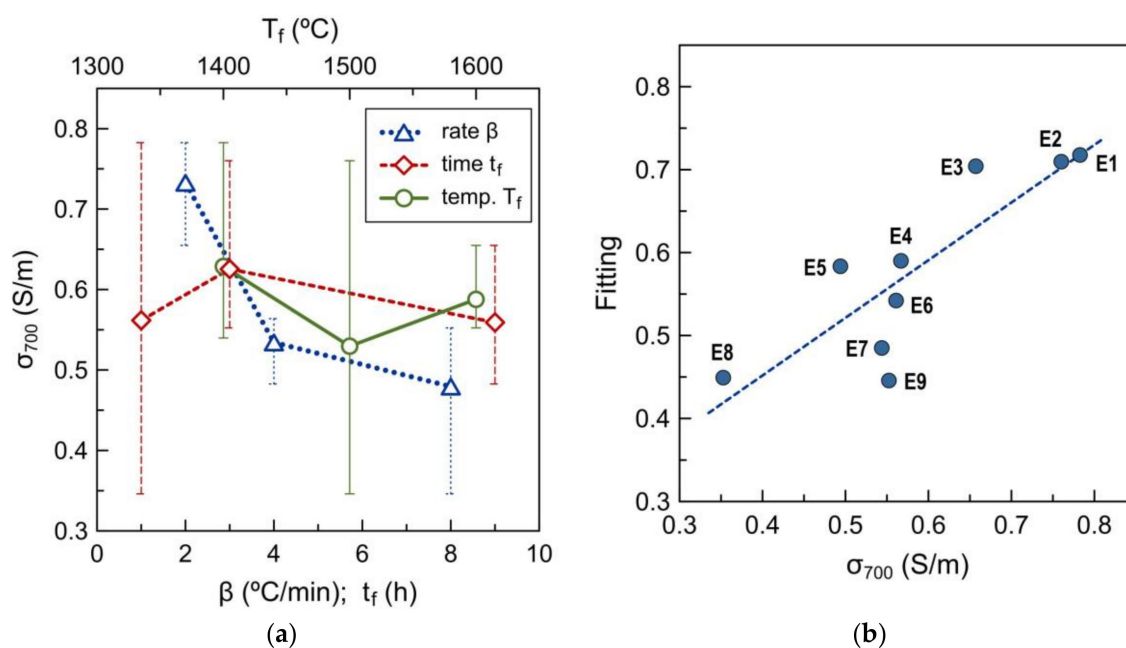 T_f (ºC)
1300 1400 1500 1600
0.8
0.7
0.6
0.5
0.4
0.3
σ_700 (S/m)
rate β
time t_f
temp. T_f
0 2 4 6 8 10
β (ºC/min); t_f (h)
(a)
0.8
0.7
0.6
0.5
0.4
0.3
Fitting
E2
E1
E3
E4
E5
E6
E7
E8
E9
0.3 0.4 0.5 0.6 0.7 0.8
σ_700 (S/m)
(b)